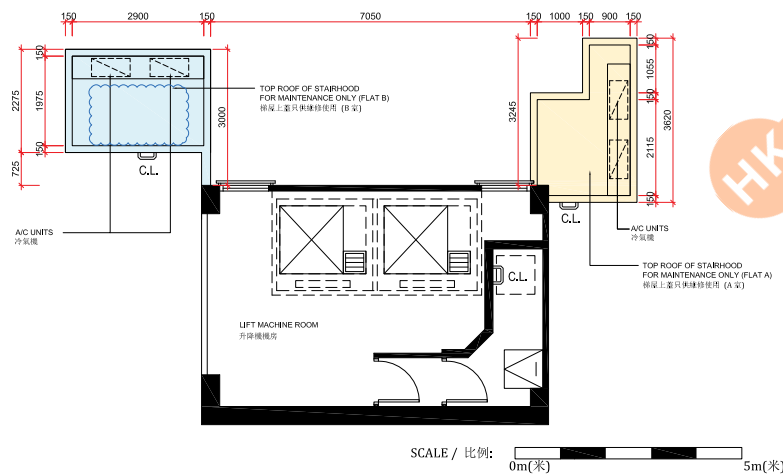 150 2900 150 7050 150 1000 150 900 150
2275
150
1975
150
725
3000
3245
150
1055
150
2115
150
3620
TOP ROOF OF STAIRHOOD
FOR MAINTENANCE ONLY (FLAT B)
梯屋上蓋只供維修使用 (B 室)
C.L.
A/C UNITS
冷氣機
HK
C.L.
A/C UNITS
冷氣機
TOP ROOF OF STAIRHOOD
FOR MAINTENANCE ONLY (FLAT A)
梯屋上蓋只供維修使用 (A 室)
C.L.
LIFT MACHINE ROOM
升降機機房
SCALE / 比例:
0m(米) 5m(米)